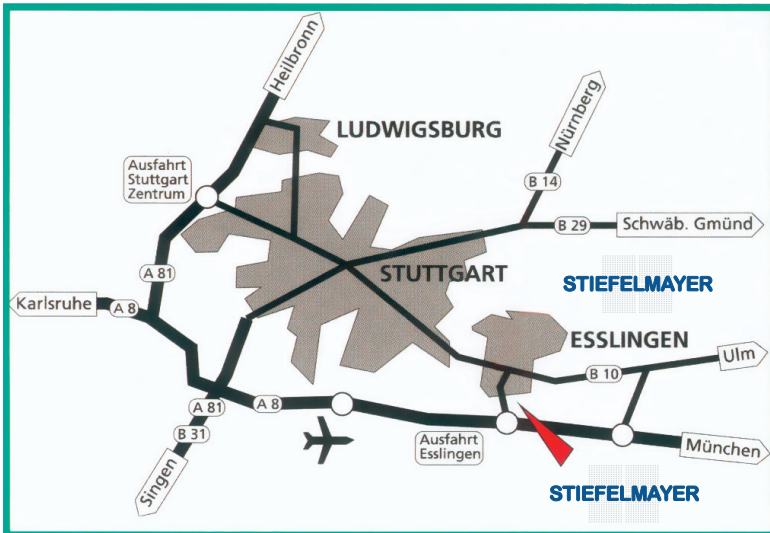 Heilbronn
LUDWIGSBURG
Nürnberg
Ausfahrt
Stuttgart
Zentrum
B 14
B 29
Schwäb. Gmünd
A 81
STUTTGART
STIEFELMAYER
Karlsruhe
A 8
ESSLINGEN
Ulm
B 10
A 81
A 8
B 31
Singen
Ausfahrt
Esslingen
München
STIEFELMAYER